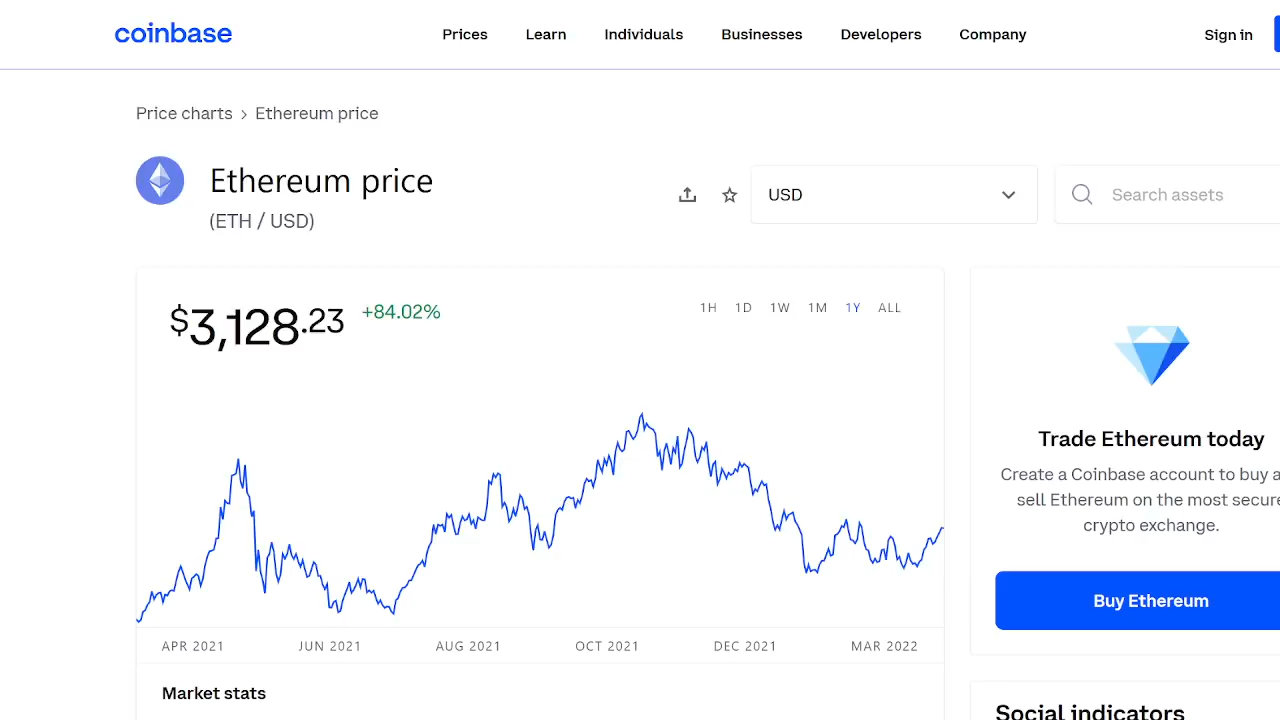 coinbase
Prices Learn Individuals Businesses Developers Company Sign in
Price charts › Ethereum price
Ethereum price
(ETH / USD)
USD
Search assets
$3,128.23 +84.02%
1H 1D 1W 1M 1Y ALL
APR 2021 JUN 2021 AUG 2021 OCT 2021 DEC 2021 MAR 2022
Market stats
Trade Ethereum today
Create a Coinbase account to buy a
sell Ethereum on the most secure
crypto exchange.
Buy Ethereum
Social indicators